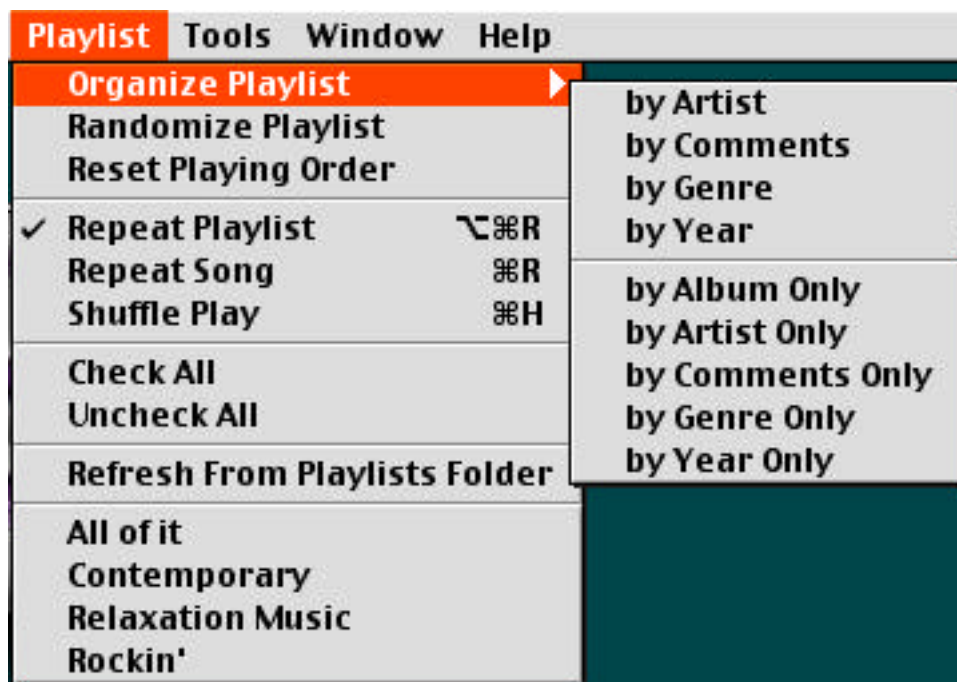 Playlist Tools Window Help
Organize Playlist
Randomize Playlist
Reset Playing Order
✓ Repeat Playlist ⌥⌘R
Repeat Song ⌘R
Shuffle Play ⌘H
Check All
Uncheck All
Refresh From Playlists Folder
All of it
Contemporary
Relaxation Music
Rockin'
by Artist
by Comments
by Genre
by Year
by Album Only
by Artist Only
by Comments Only
by Genre Only
by Year Only